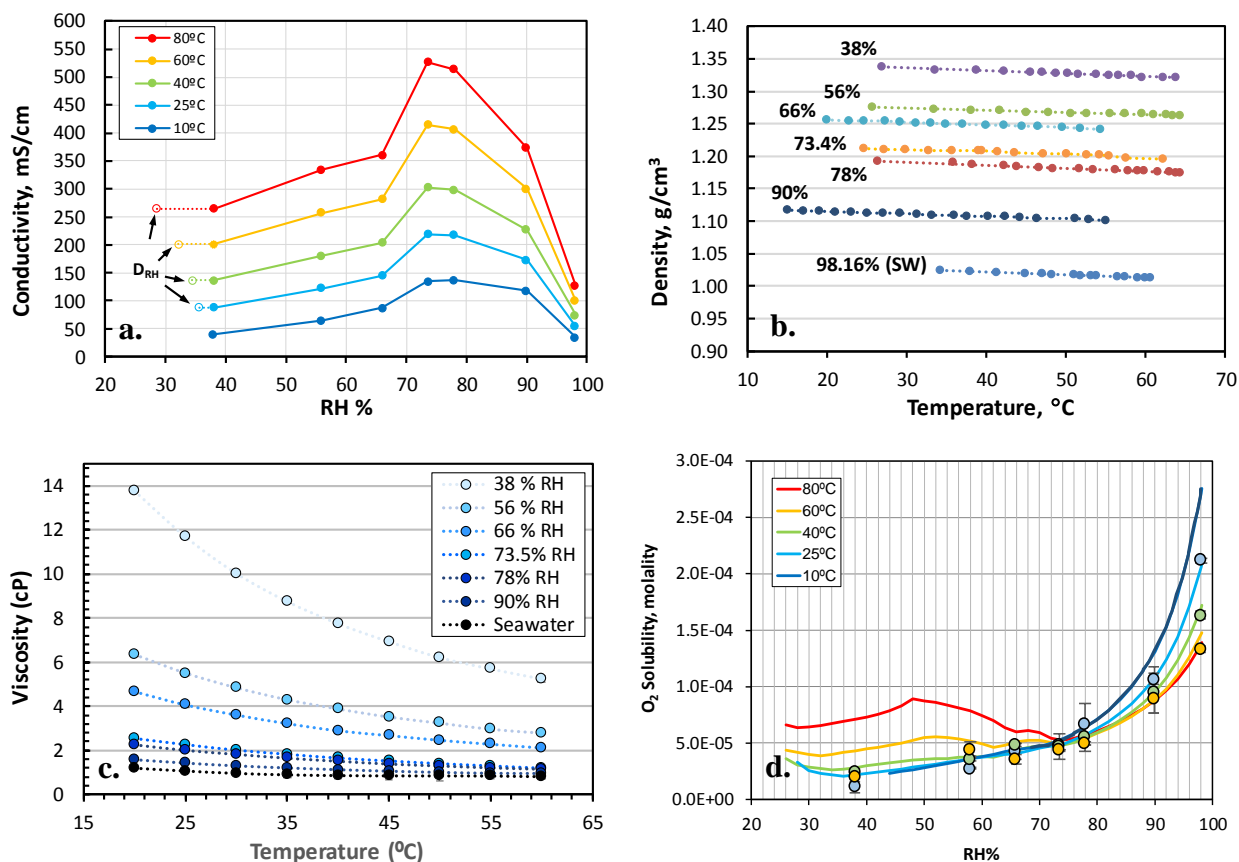 600
550
500
450
400
350
300
250
200
150
100
50
0
Conductivity, mS/cm
80ºC
60ºC
40ºC
25ºC
10ºC
D_RH
a.
20 30 40 50 60 70 80 90 100
RH %
1.40
1.35
1.30
1.25
1.20
1.15
1.10
1.05
1.00
0.95
0.90
Density, g/cm³
38%
56%
66%
73.4%
78%
90%
98.16% (SW)
b.
10 20 30 40 50 60 70
Temperature, °C
14
12
10
8
6
4
2
0
Viscosity (cP)
38 % RH
56 % RH
66 % RH
73.5% RH
78% RH
90% RH
Seawater
c.
15 25 35 45 55 65
Temperature (⁰C)
3.0E-04
2.5E-04
2.0E-04
1.5E-04
1.0E-04
5.0E-05
0.0E+00
O₂ Solubility, molality
80ºC
60ºC
40ºC
25ºC
10ºC
d.
20 30 40 50 60 70 80 90 100
RH%